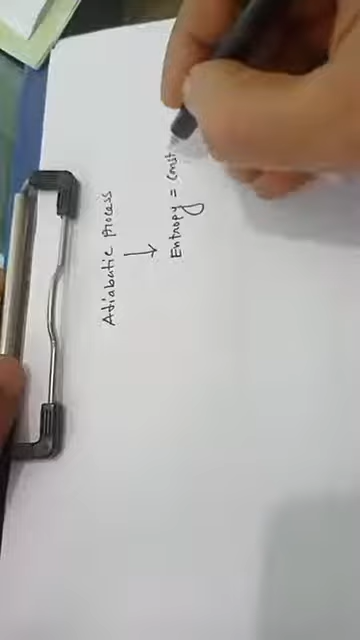 Adiabatic process
↓
Entropy = const